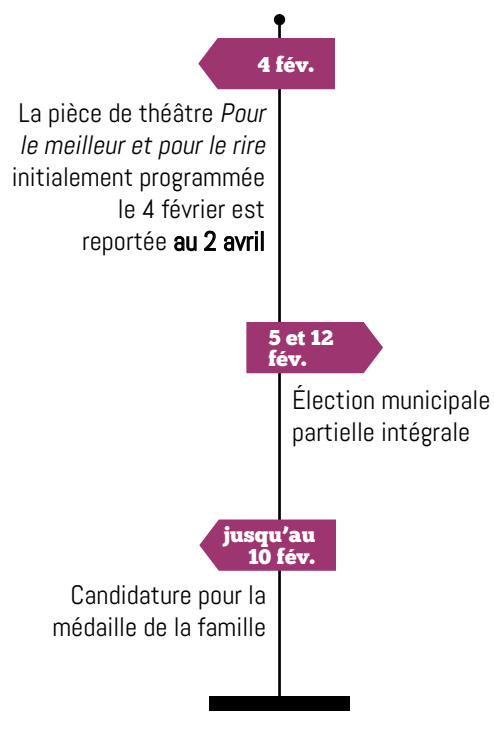 4 fév.
La pièce de théâtre Pour
le meilleur et pour le rire
initialement programmée
le 4 février est
reportée au 2 avril
5 et 12
fév.
Élection municipale
partielle intégrale
jusqu'au
10 fév.
Candidature pour la
médaille de la famille